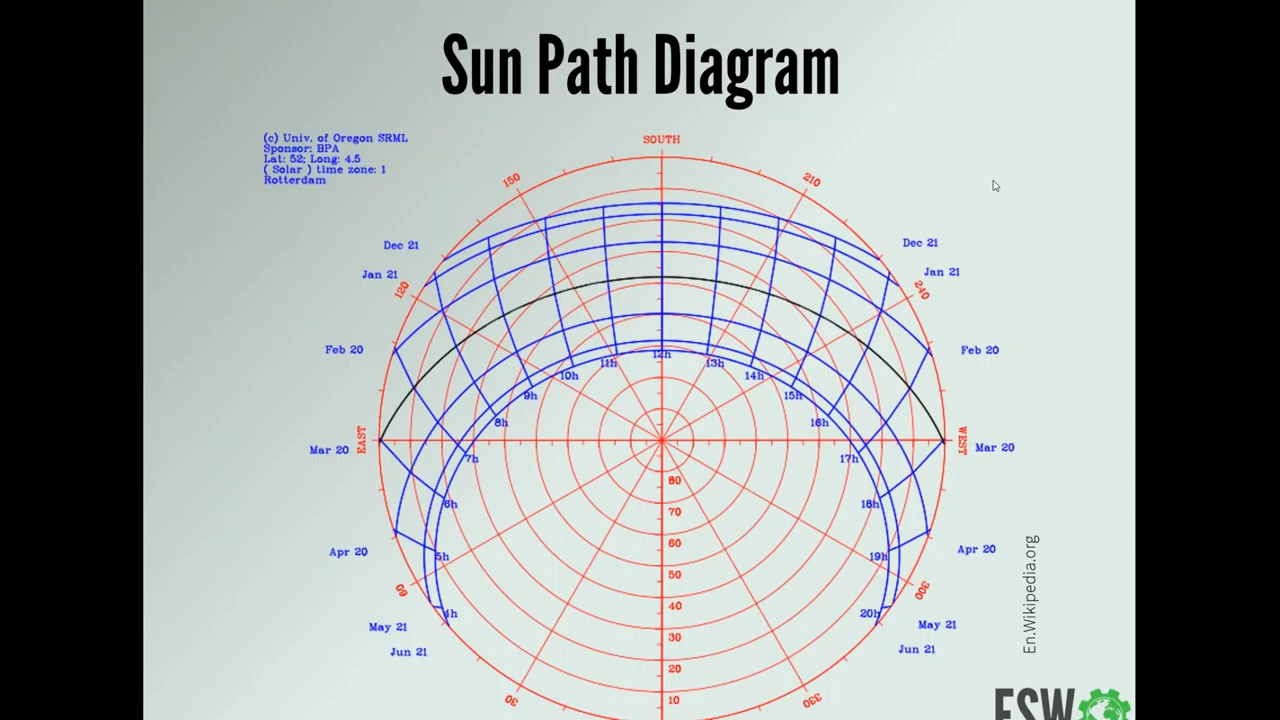 Sun Path Diagram
(c) Univ. of Oregon SRML
Sponsor: BPA
Lat: 52; Long: 4.5
( Solar ) time zone: 1
Rotterdam
SOUTH
150
210
Dec 21
Dec 21
Jan 21
Jan 21
120
240
Feb 20
Feb 20
11h
12h
13h
10h
14h
9h
15h
8h
16h
EAST
WEST
Mar 20
Mar 20
7h
17h
80
6h
18h
70
60
Apr 20
Apr 20
5h
19h
50
60
300
40
4h
20h
May 21
May 21
30
Jun 21
Jun 21
20
10
30
330
En.Wikipedia.org
ESW